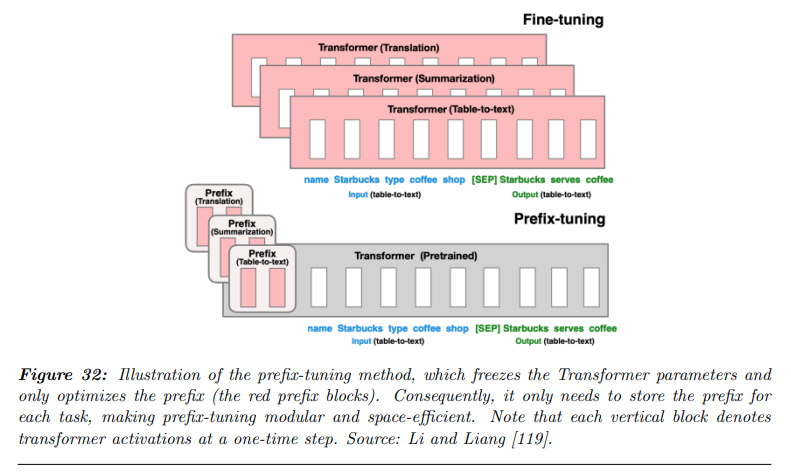 Fine-tuning
Transformer (Translation)
Transformer (Summarization)
Transformer (Table-to-text)
name Starbucks type coffee shop [SEP] Starbucks serves coffee
Input (table-to-text) Output (table-to-text)
Prefix-tuning
Prefix
(Translation)
Prefix
(Summarization)
Prefix
(Table-to-text)
Transformer (Pretrained)
name Starbucks type coffee shop [SEP] Starbucks serves coffee
Input (table-to-text) Output (table-to-text)
Figure 32: Illustration of the prefix-tuning method, which freezes the Transformer parameters and
only optimizes the prefix (the red prefix blocks). Consequently, it only needs to store the prefix for
each task, making prefix-tuning modular and space-efficient. Note that each vertical block denotes
transformer activations at a one-time step. Source: Li and Liang [119].